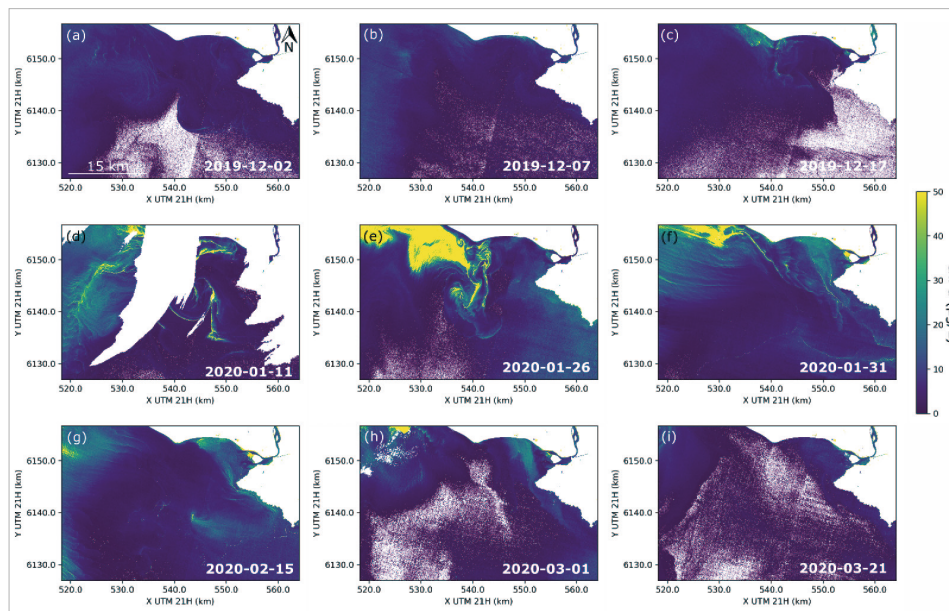 (a)
N
15 km
2019-12-02
Y UTM 21H (km)
6150.0
6140.0
6130.0
520.0 530.0 540.0 550.0 560.0
X UTM 21H (km)
(b)
2019-12-07
Y UTM 21H (km)
6150.0
6140.0
6130.0
520.0 530.0 540.0 550.0 560.0
X UTM 21H (km)
(c)
2019-12-17
Y UTM 21H (km)
6150.0
6140.0
6130.0
520.0 530.0 540.0 550.0 560.0
X UTM 21H (km)
(d)
2020-01-11
Y UTM 21H (km)
6150.0
6140.0
6130.0
520.0 530.0 540.0 550.0 560.0
X UTM 21H (km)
(e)
2020-01-26
Y UTM 21H (km)
6150.0
6140.0
6130.0
520.0 530.0 540.0 550.0 560.0
X UTM 21H (km)
(f)
2020-01-31
Y UTM 21H (km)
6150.0
6140.0
6130.0
520.0 530.0 540.0 550.0 560.0
X UTM 21H (km)
50
40
30
20
10
0
(g)
2020-02-15
Y UTM 21H (km)
6150.0
6140.0
6130.0
520.0 530.0 540.0 550.0 560.0
X UTM 21H (km)
(h)
2020-03-01
Y UTM 21H (km)
6150.0
6140.0
6130.0
520.0 530.0 540.0 550.0 560.0
X UTM 21H (km)
(i)
2020-03-21
Y UTM 21H (km)
6150.0
6140.0
6130.0
520.0 530.0 540.0 550.0 560.0
X UTM 21H (km)